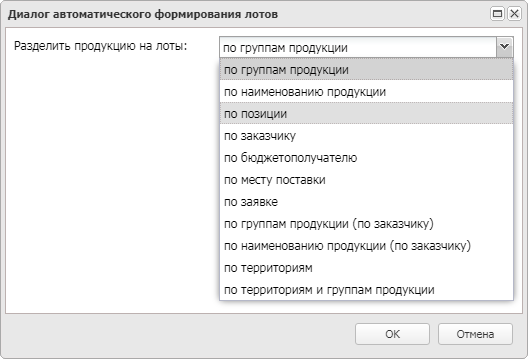 Диалог автоматического формирования лотов
Разделить продукцию на лоты: по группам продукции
по группам продукции
по наименованию продукции
по позиции
по заказчику
по бюджетополучателю
по месту поставки
по заявке
по группам продукции (по заказчику)
по наименованию продукции (по заказчику)
по территориям
по территориям и группам продукции
OK Отмена